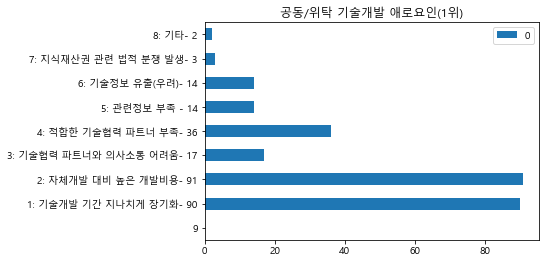 공동/위탁 기술개발 애로요인(1위)
0
8: 기타- 2
7: 지식재산권 관련 법적 분쟁 발생- 3
6: 기술정보 유출(우려)- 14
5: 관련정보 부족 - 14
4: 적합한 기술협력 파트너 부족- 36
3: 기술협력 파트너와 의사소통 어려움- 17
2: 자체개발 대비 높은 개발비용- 91
1: 기술개발 기간 지나치게 장기화- 90
9
0 20 40 60 80